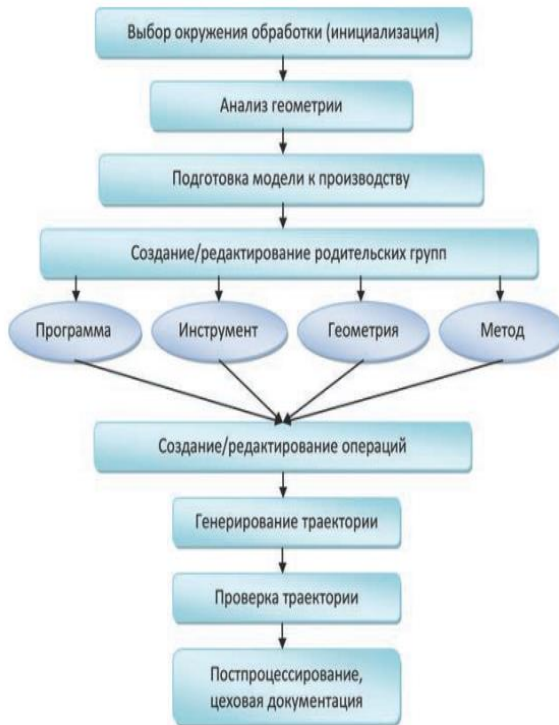 Выбор окружения обработки (инициализация)
Анализ геометрии
Подготовка модели к производству
Создание/редактирование родительских групп
Программа
Инструмент
Геометрия
Метод
Создание/редактирование операций
Генерирование траектории
Проверка траектории
Постпроцессирование,
цеховая документация